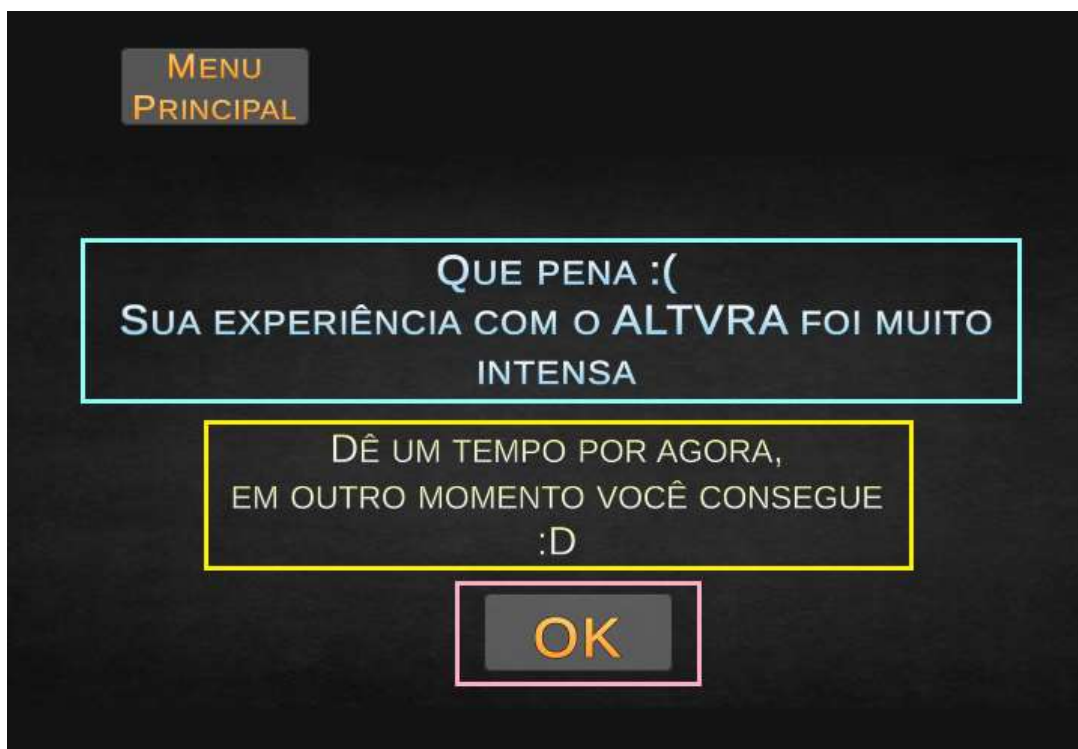 Menu
Principal
Que pena :(
Sua experiência com o ALTVRA foi muito
intensa
Dê um tempo por agora,
em outro momento você consegue
:D
OK